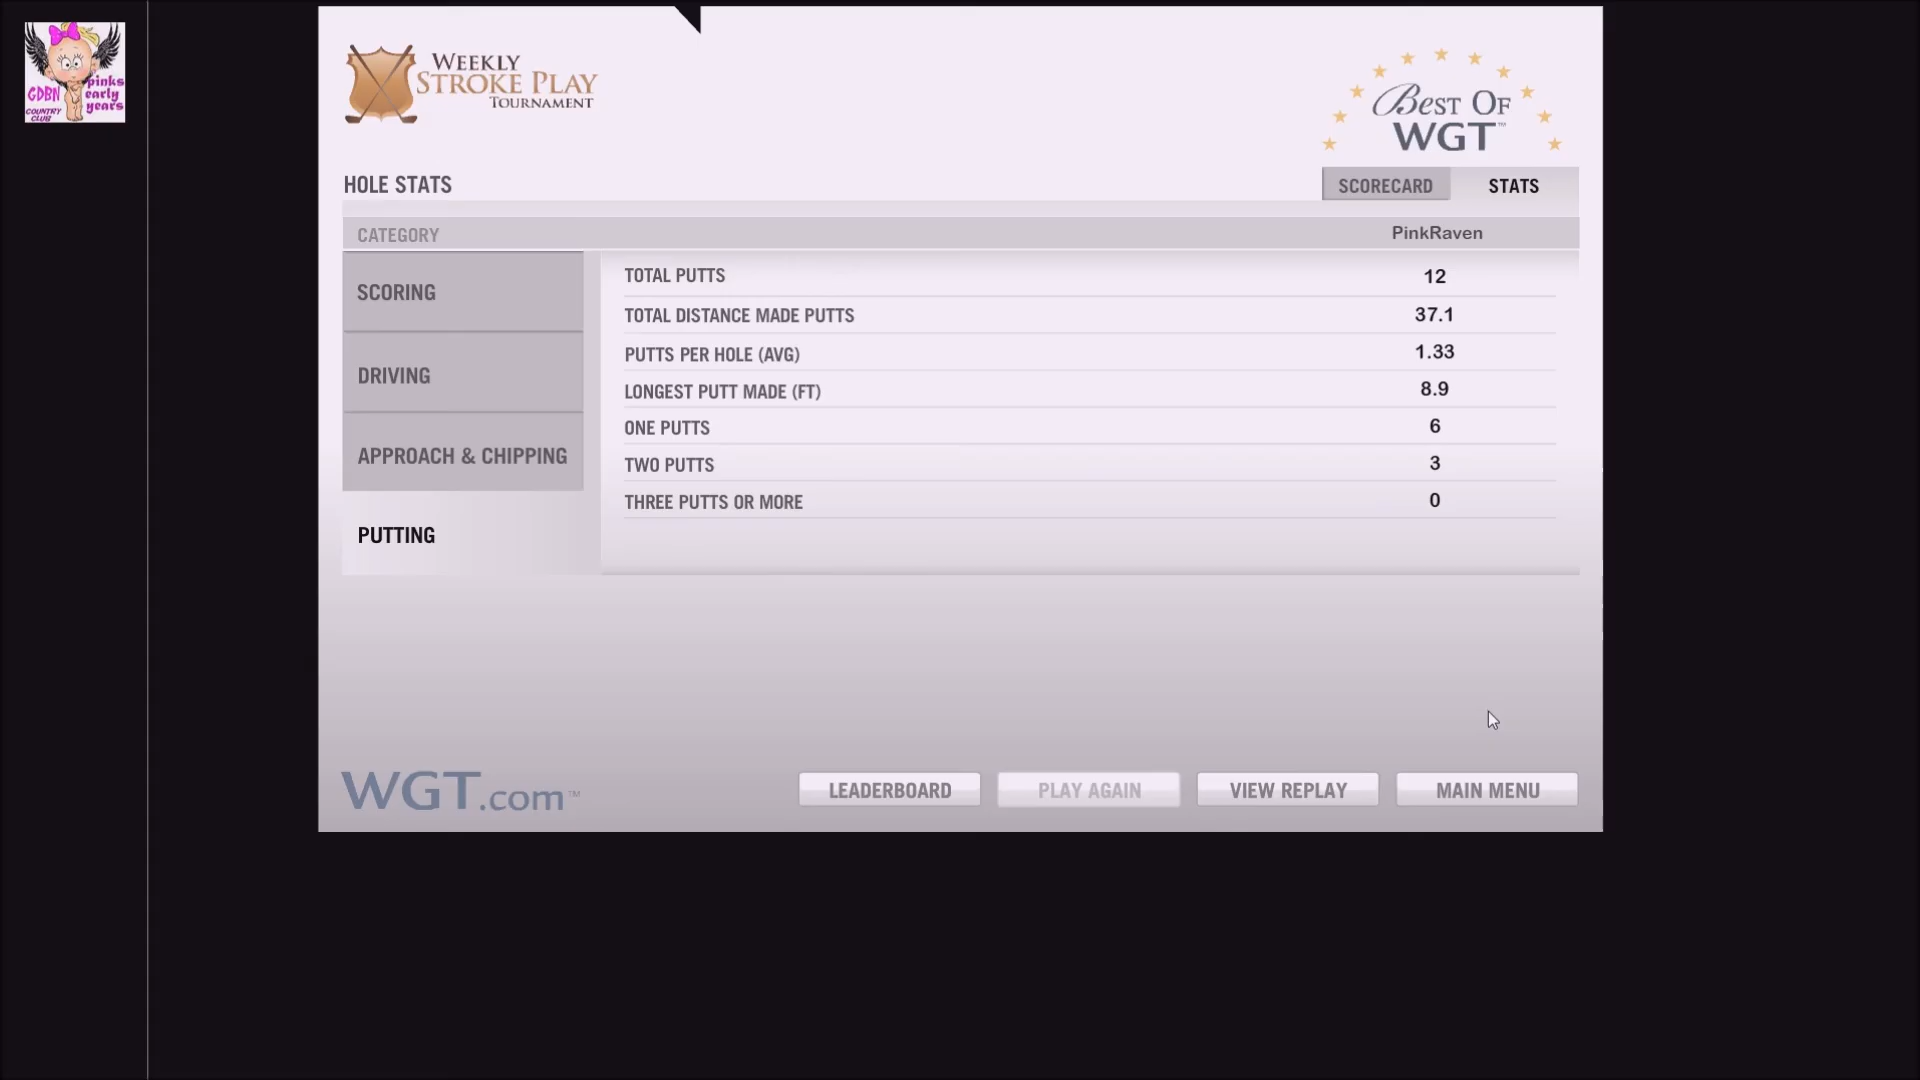 GDBN
COUNTRY
CLUB
pinks
early
years
WEEKLY
STROKE PLAY
TOURNAMENT
BEST OF
WGT™
HOLE STATS
SCORECARD
STATS
CATEGORY
PinkRaven
SCORING
DRIVING
APPROACH & CHIPPING
PUTTING
TOTAL PUTTS 12
TOTAL DISTANCE MADE PUTTS 37.1
PUTTS PER HOLE (AVG) 1.33
LONGEST PUTT MADE (FT) 8.9
ONE PUTTS 6
TWO PUTTS 3
THREE PUTTS OR MORE 0
WGT.com™
LEADERBOARD
PLAY AGAIN
VIEW REPLAY
MAIN MENU